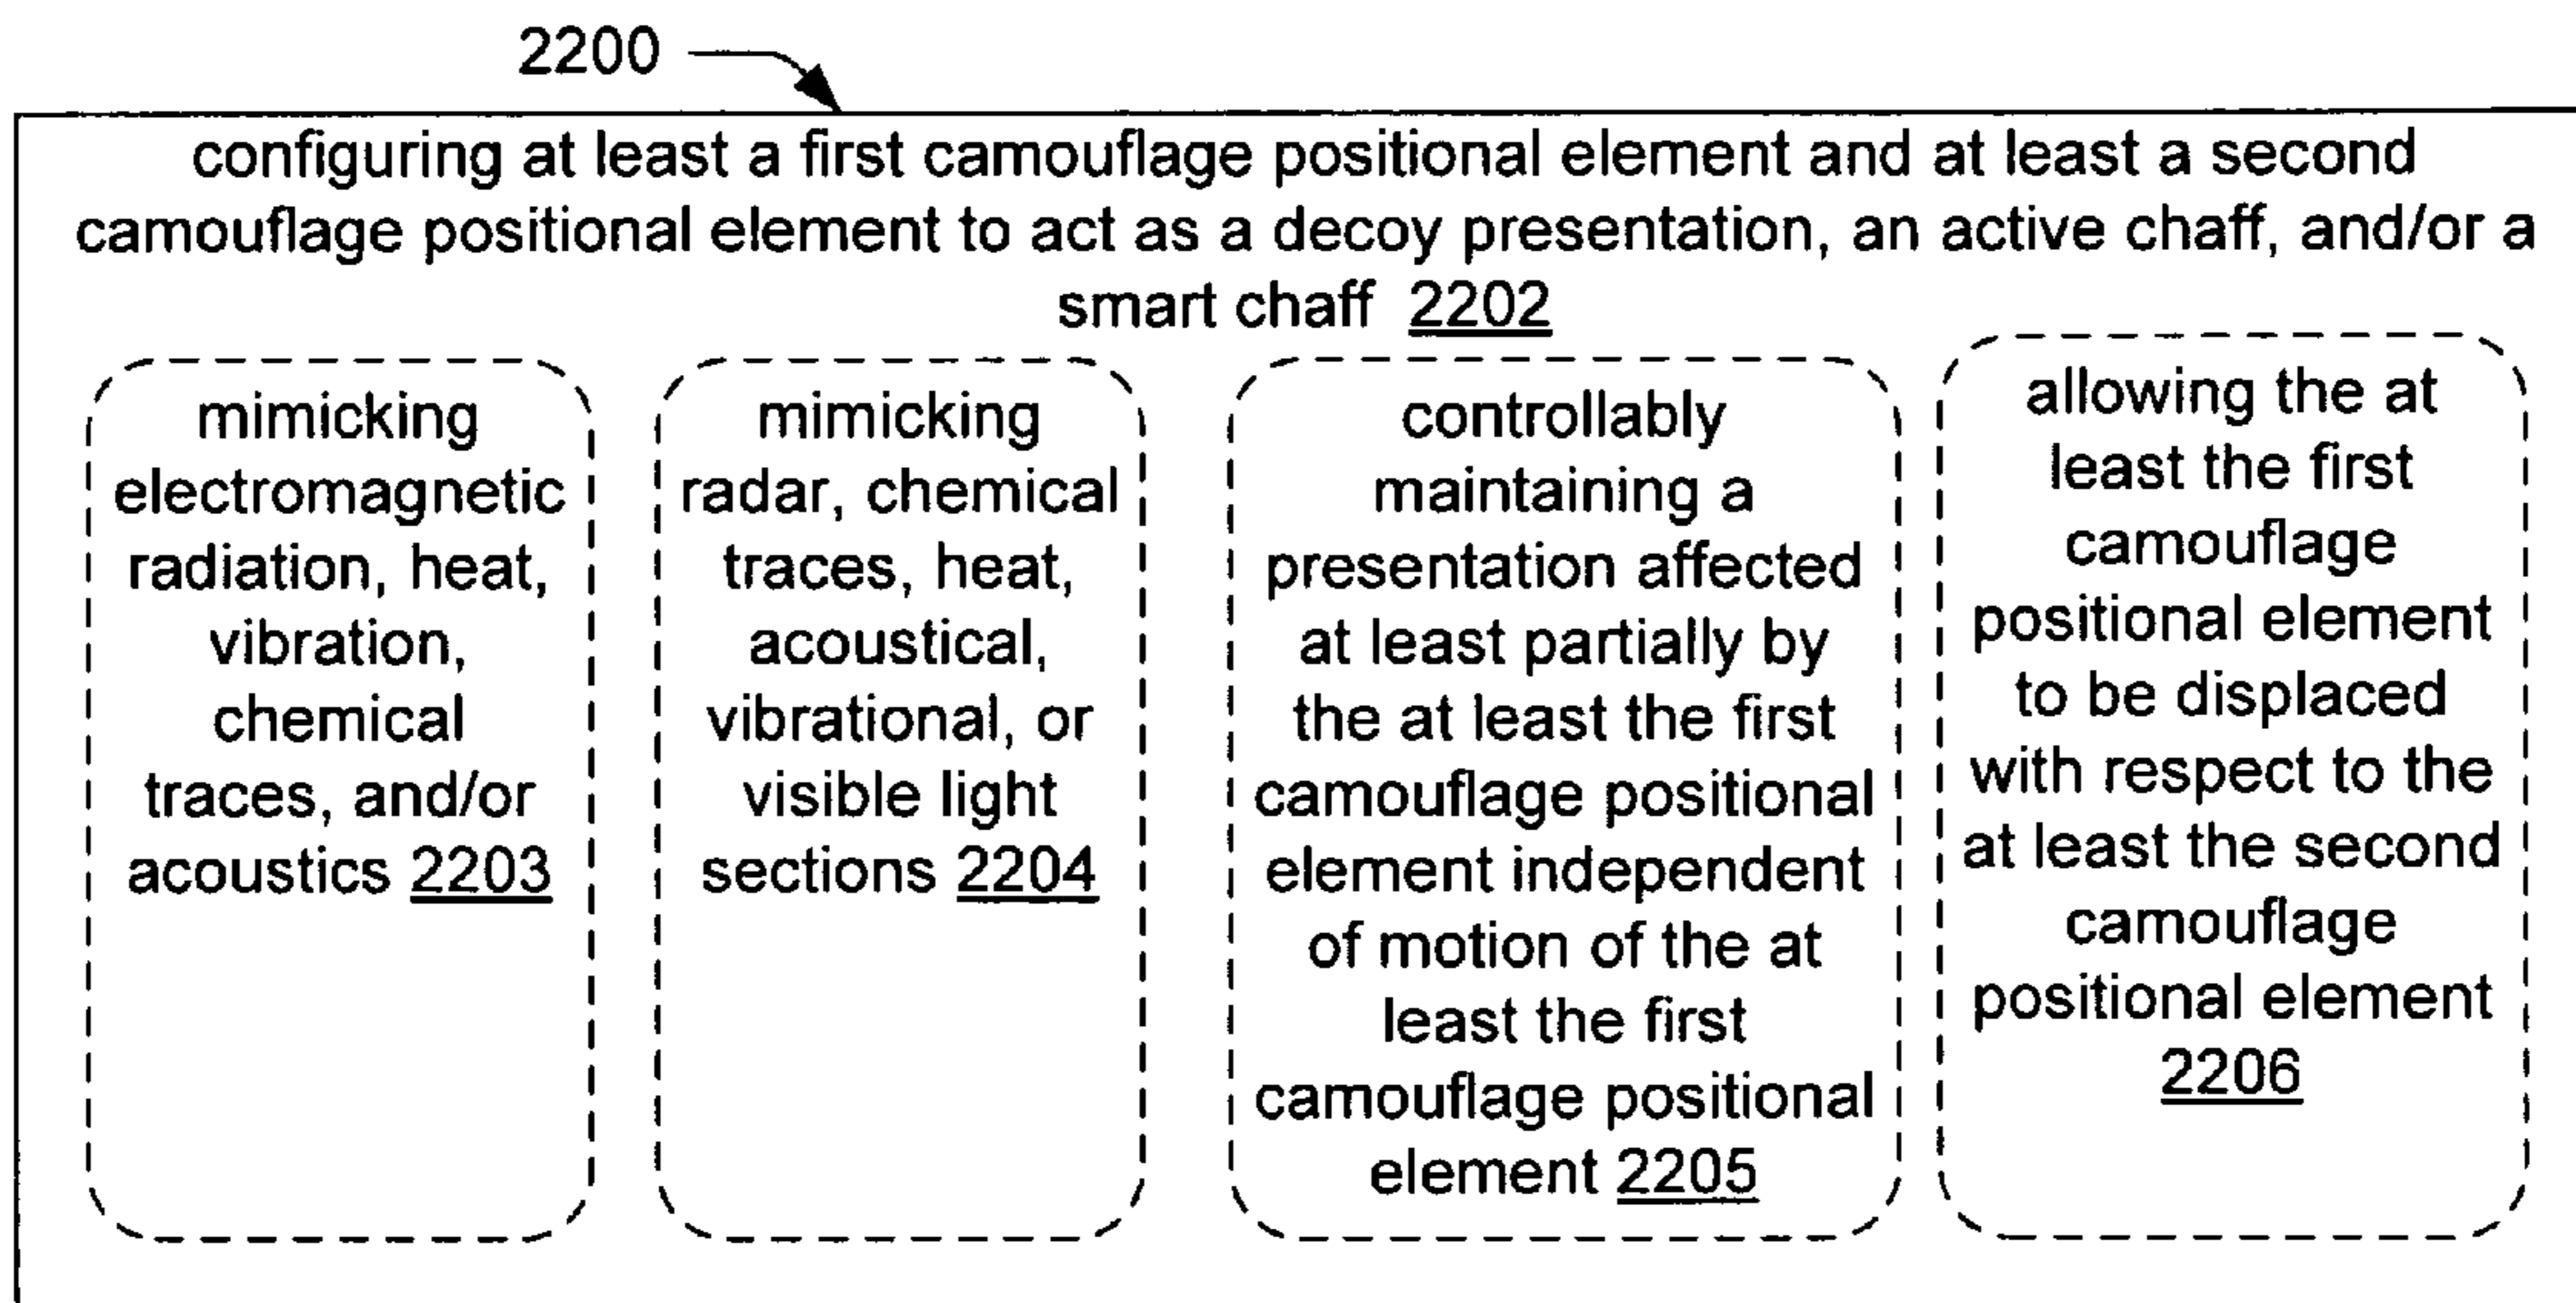 2200
configuring at least a first camouflage positional element and at least a second
camouflage positional element to act as a decoy presentation, an active chaff, and/or a
smart chaff 2202
mimicking
electromagnetic
radiation, heat,
vibration,
chemical
traces, and/or
acoustics 2203
mimicking
radar, chemical
traces, heat,
acoustical,
vibrational, or
visible light
sections 2204
controllably
maintaining a
presentation affected
at least partially by
the at least the first
camouflage positional
element independent
of motion of the at
least the first
camouflage positional
element 2205
allowing the at
least the first
camouflage
positional element
to be displaced
with respect to the
at least the second
camouflage
positional element
2206